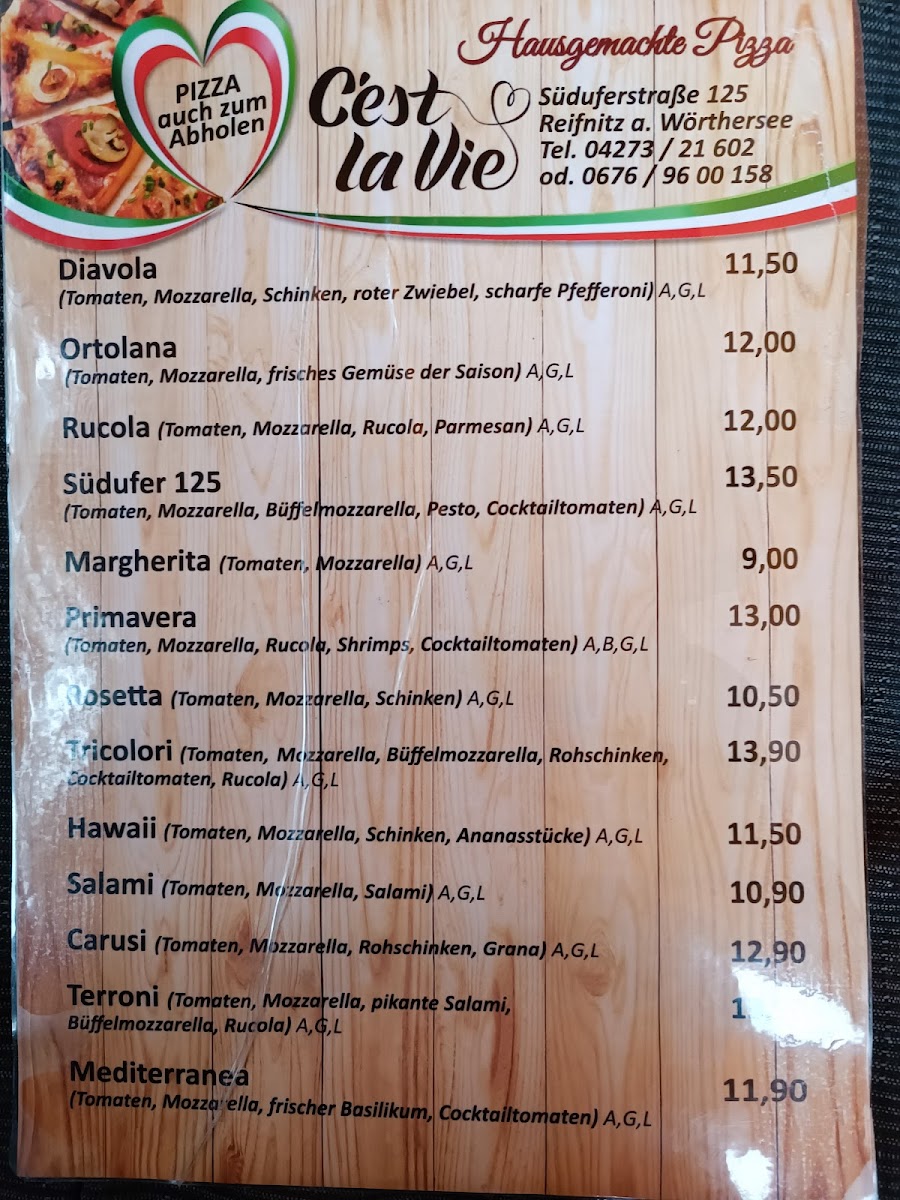 Hausgemachte Pizza
PIZZA
auch zum
Abholen
C'est
la Vie
Süduferstraße 125
Reifnitz a. Wörthersee
Tel. 04273 / 21 602
od. 0676 / 96 00 158
Diavola 11,50
(Tomaten, Mozzarella, Schinken, roter Zwiebel, scharfe Pfefferoni) A,G,L
Ortolana 12,00
(Tomaten, Mozzarella, frisches Gemüse der Saison) A,G,L
Rucola (Tomaten, Mozzarella, Rucola, Parmesan) A,G,L 12,00
Südufer 125 13,50
(Tomaten, Mozzarella, Büffelmozzarella, Pesto, Cocktailtomaten) A,G,L
Margherita (Tomaten, Mozzarella) A,G,L 9,00
Primavera 13,00
(Tomaten, Mozzarella, Rucola, Shrimps, Cocktailtomaten) A,B,G,L
Rosetta (Tomaten, Mozzarella, Schinken) A,G,L 10,50
Tricolori (Tomaten, Mozzarella, Büffelmozzarella, Rohschinken, 13,90
Cocktailtomaten, Rucola) A,G,L
Hawaii (Tomaten, Mozzarella, Schinken, Ananasstücke) A,G,L 11,50
Salami (Tomaten, Mozzarella, Salami) A,G,L 10,90
Carusi (Tomaten, Mozzarella, Rohschinken, Grana) A,G,L 12,90
Terroni (Tomaten, Mozzarella, pikante Salami,
Büffelmozzarella, Rucola) A,G,L
Mediterranea 11,90
(Tomaten, Mozzarella, frischer Basilikum, Cocktailtomaten) A,G,L